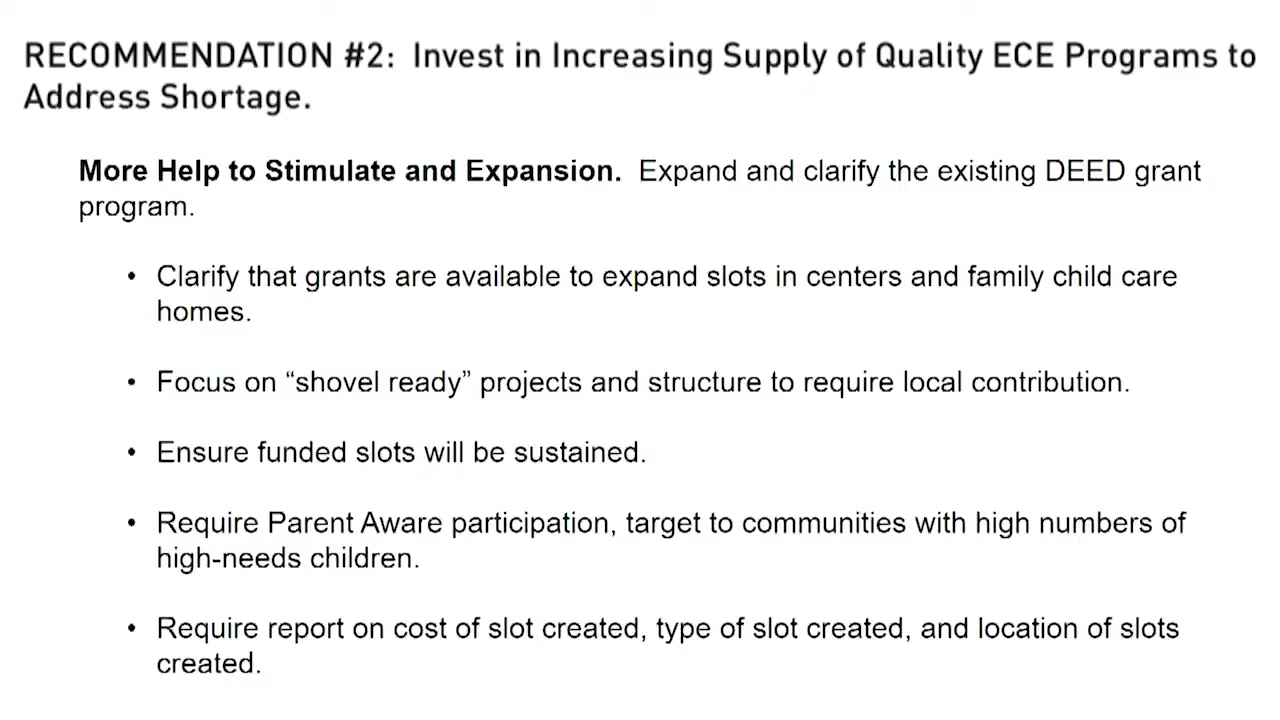 RECOMMENDATION #2: Invest in Increasing Supply of Quality ECE Programs to
Address Shortage.
More Help to Stimulate and Expansion. Expand and clarify the existing DEED grant
program.
• Clarify that grants are available to expand slots in centers and family child care
homes.
• Focus on “shovel ready” projects and structure to require local contribution.
• Ensure funded slots will be sustained.
• Require Parent Aware participation, target to communities with high numbers of
high-needs children.
• Require report on cost of slot created, type of slot created, and location of slots
created.